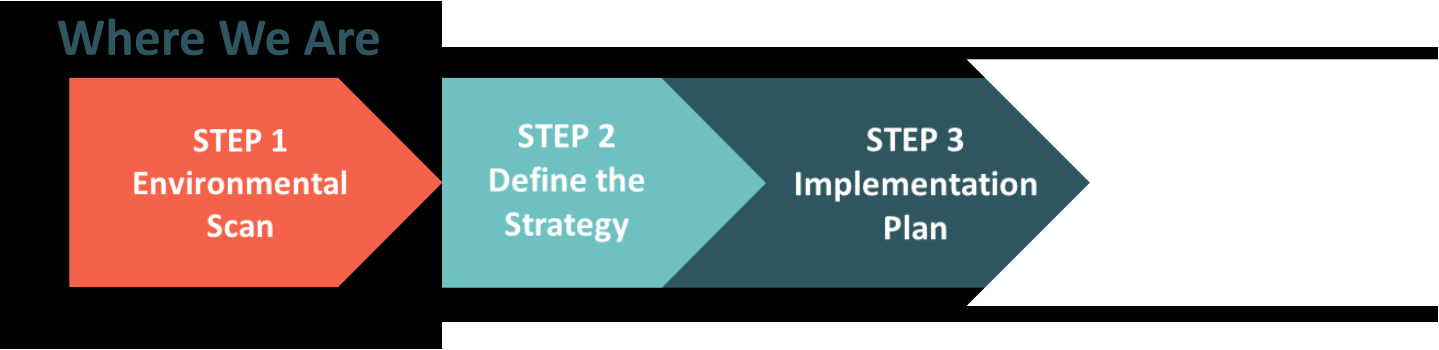 Where We Are
STEP 1
Environmental
Scan
STEP 2
Define the
Strategy
STEP 3
Implementation
Plan